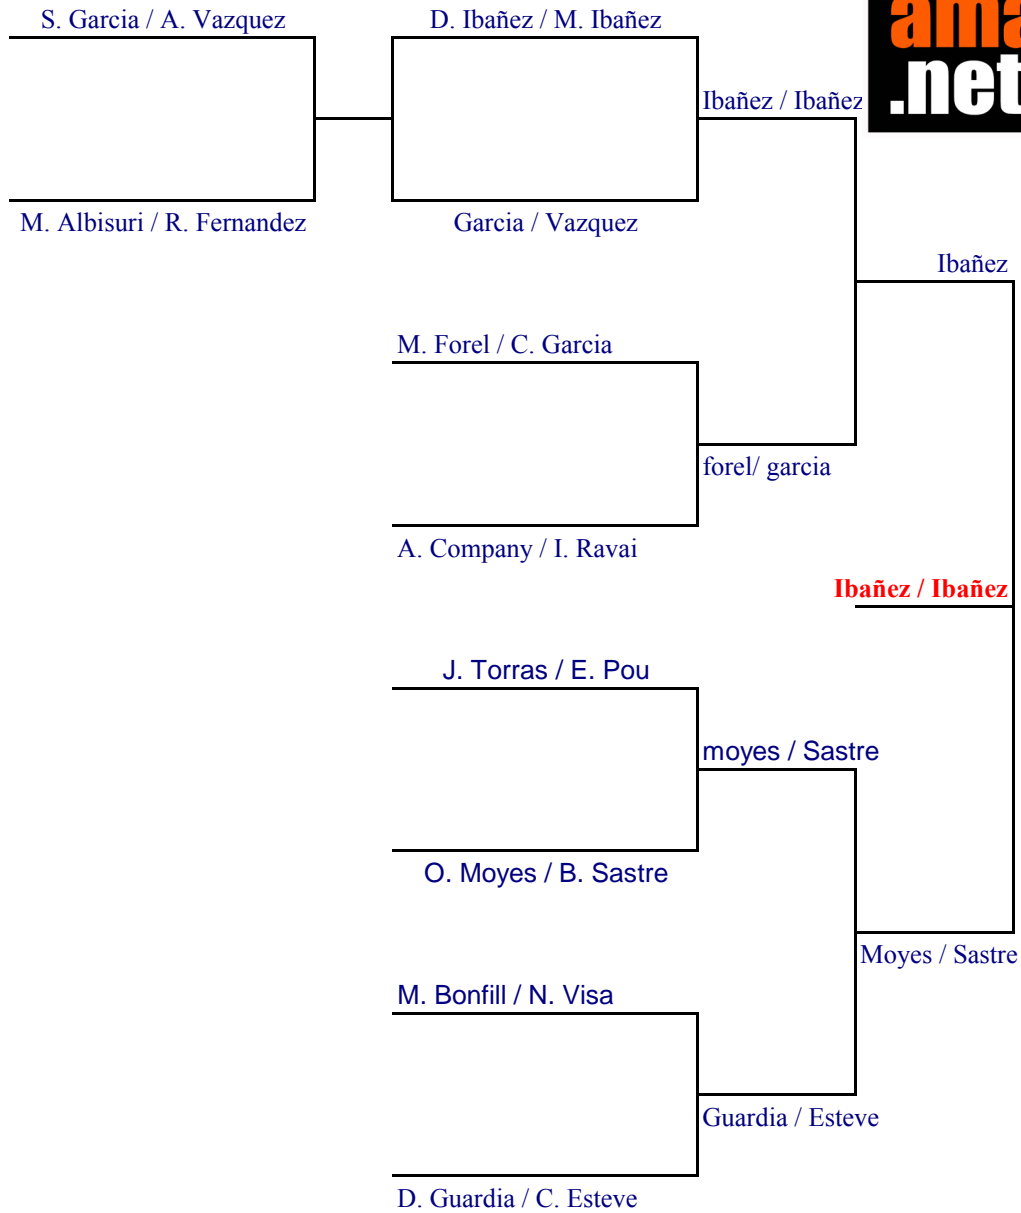 S. Garcia / A. Vazquez
D. Ibañez / M. Ibañez
ama
.net
Ibañez / Ibañez
M. Albisuri / R. Fernandez
Garcia / Vazquez
Ibañez
M. Forel / C. Garcia
forel/ garcia
A. Company / I. Ravai
Ibañez / Ibañez
J. Torras / E. Pou
moyes / Sastre
O. Moyes / B. Sastre
Moyes / Sastre
M. Bonfill / N. Visa
Guardia / Esteve
D. Guardia / C. Esteve